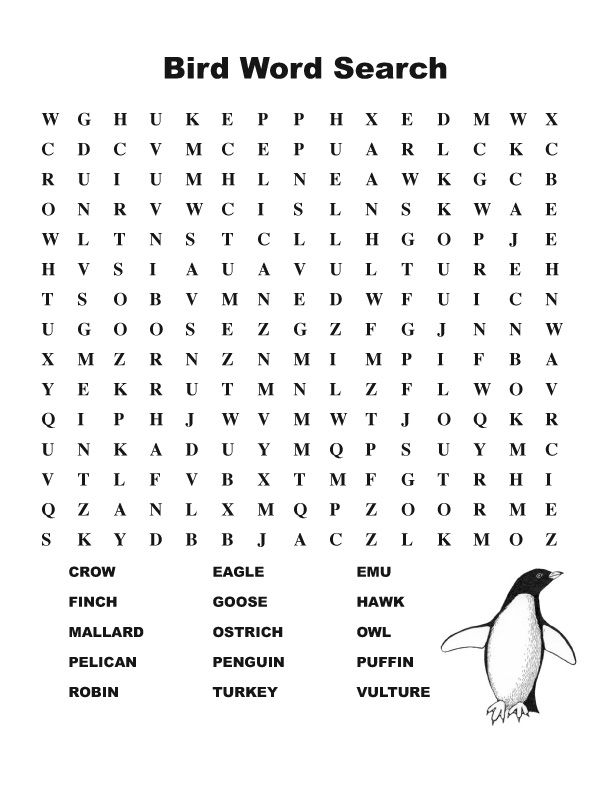 Bird Word Search
W G H U K E P P H X E D M W X
C D C V M C E P U A R L C K C
R U I U M H L N E A W K G C B
O N R V W C I S L N S K W A E
W L T N S T C L L H G O P J E
H V S I A U A V U L T U R E H
T S O B V M N E D W F U I C N
U G O O S E Z G Z F G J N N W
X M Z R N Z N M I M P I F B A
Y E K R U T M N L Z F L W O V
Q I P H J W V M W T J O Q K R
U N K A D U Y M Q P S U Y M C
V T L F V B X T M F G T R H I
Q Z A N L X M Q P Z O O R M E
S K Y D B B J A C Z L K M O Z
CROW EAGLE EMU
FINCH GOOSE HAWK
MALLARD OSTRICH OWL
PELICAN PENGUIN PUFFIN
ROBIN TURKEY VULTURE